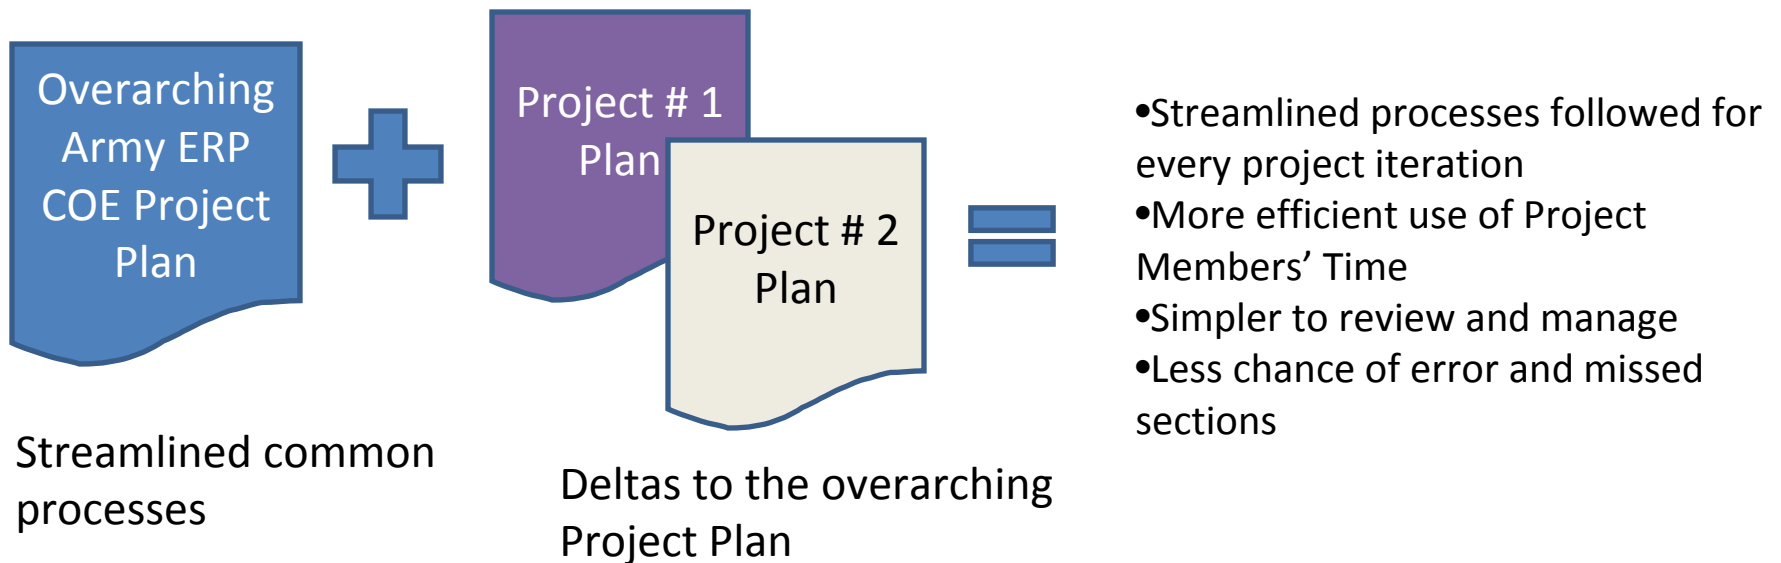 Overarching
Army ERP
COE Project
Plan
Streamlined common
processes
Project # 1
Plan
Project # 2
Plan
Deltas to the overarching
Project Plan
•Streamlined processes followed for
every project iteration
•More efficient use of Project
Members’ Time
•Simpler to review and manage
•Less chance of error and missed
sections